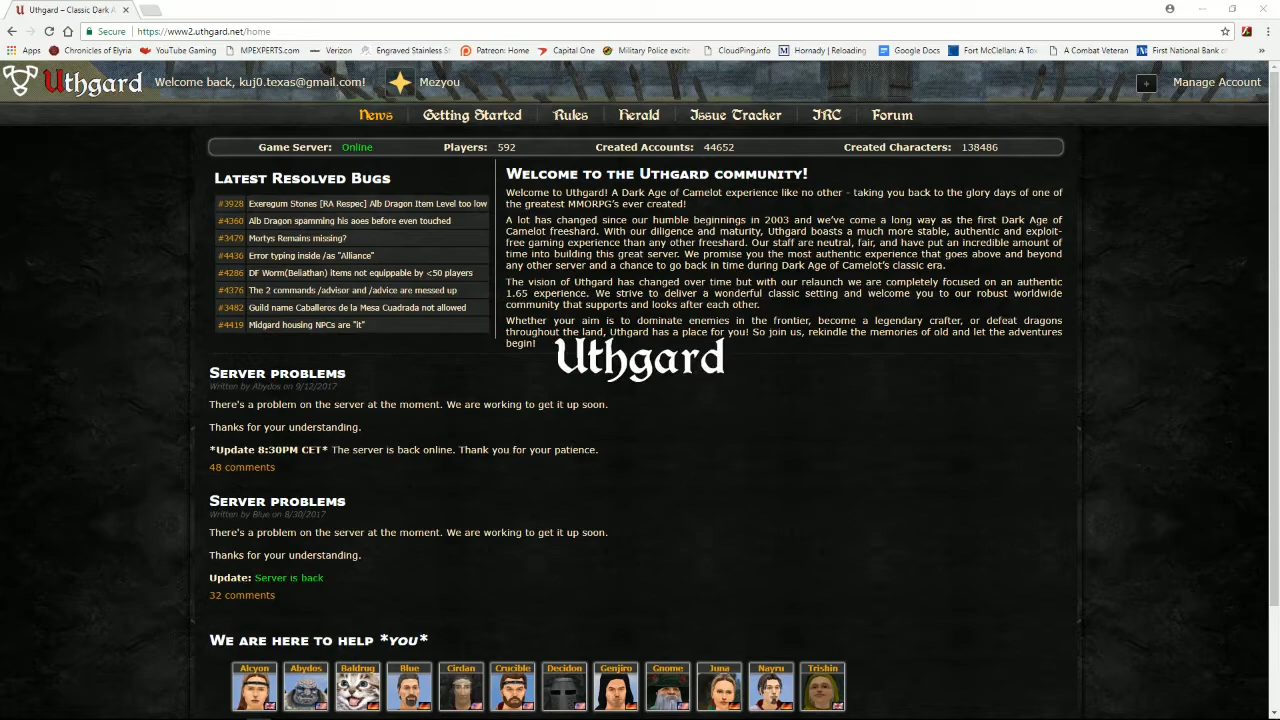 Uthgard – Classic Dark A
Secure
https://www2.uthgard.net/home
Apps
Chronicles of Elyria
YouTube Gaming
MPEXPERTS.com
Verizon
Engraved Stainless S
Patreon: Home
Capital One
Military Police excite
CloudPing.info
Hornady | Reloading
Google Docs
Fort McClellan: A Tox
A Combat Veteran
First National Bank or
Uthgard
Welcome back, kuj0.texas@gmail.com!
Mezyou
+
Manage Account
News
Getting Started
Rules
Herald
Issue Tracker
IRC
Forum
Game Server: Online
Players: 592
Created Accounts: 44652
Created Characters: 138486
Latest Resolved Bugs
#3928 Exeregum Stones [RA Respec] Alb Dragon Item Level too low
#4360 Alb Dragon spamming his aoes before even touched
#3479 Mortys Remains missing?
#4436 Error typing inside /as "Alliance"
#4286 DF Worm(Beliathan) items not equippable by <50 players
#4376 The 2 commands /advisor and /advice are messed up
#3482 Guild name Caballeros de la Mesa Cuadrada not allowed
#4419 Midgard housing NPCs are "it"
Welcome to the Uthgard community!
Welcome to Uthgard! A Dark Age of Camelot experience like no other - taking you back to the glory days of one of
the greatest MMORPG's ever created!
A lot has changed since our humble beginnings in 2003 and we've come a long way as the first Dark Age of
Camelot freeshard. With our diligence and maturity, Uthgard boasts a much more stable, authentic and exploit-
free gaming experience than any other freeshard. Our staff are neutral, fair, and have put an incredible amount of
time into building this great server. We promise you the most authentic experience that goes above and beyond
any other server and a chance to go back in time during Dark Age of Camelot's classic era.
The vision of Uthgard has changed over time but with our relaunch we are completely focused on an authentic
1.65 experience. We strive to deliver a wonderful classic setting and welcome you to our robust worldwide
community that supports and looks after each other.
Whether your aim is to dominate enemies in the frontier, become a legendary crafter, or defeat dragons
throughout the land, Uthgard has a place for you! So join us, rekindle the memories of old and let the adventures
begin!
Uthgard
Server problems
Written by Abydos on 9/12/2017
There's a problem on the server at the moment. We are working to get it up soon.
Thanks for your understanding.
*Update 8:30PM CET* The server is back online. Thank you for your patience.
48 comments
Server problems
Written by Blue on 8/30/2017
There's a problem on the server at the moment. We are working to get it up soon.
Thanks for your understanding.
Update: Server is back
32 comments
We are here to help *you*
Alcyon
Abydos
Baldrug
Blue
Cirdan
Crucible
Decidon
Genjiro
Gnome
Juna
Nayru
Triskin